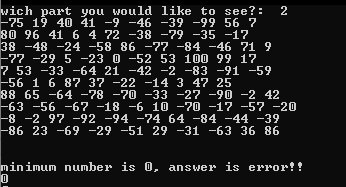 wich part you would like to see?:  2
-75 19 40 41 -9 -46 -39 -99 56 7
80 96 41 6 4 72 -38 -79 -35 -17
38 -48 -24 -58 86 -77 -84 -46 71 9
-77 -29 5 -23 0 -52 53 100 99 17
7 53 -33 -64 21 -42 -2 -83 -91 -59
-56 1 6 87 37 -22 -14 3 47 25
88 65 -64 -78 -70 -33 -27 -90 -2 42
-63 -56 -67 -18 -6 10 -70 -17 -57 -20
-8 -2 97 -92 -94 -74 64 -84 -44 -39
-86 23 -69 -29 -51 29 -31 -63 36 86
minimum number is 0, answer is error!!
0